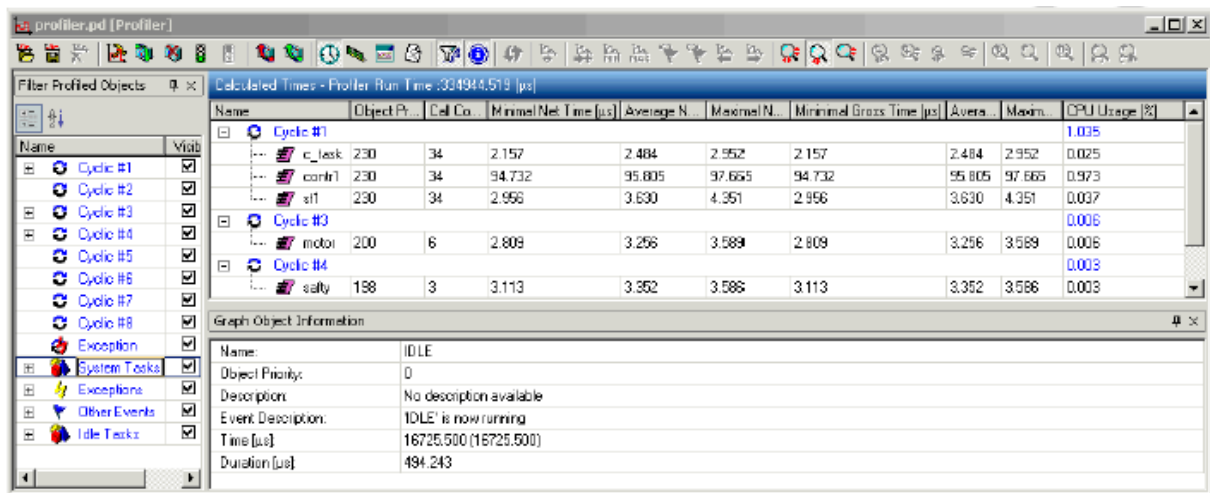 profiler.pd [Profiler]
Filter Profiled Objects
Calculated Times - Profiler Run Time :334944.519 [µs]
Name Object Pr... Call Co... Minimal Net Time [µs] Average N... Maximal N... Minimal Gross Time [µs] Avera... Maxim... CPU Usage [%]
Cyclic #1 1.035
c_task 230 34 2.157 2.484 2.952 2.157 2.484 2.952 0.025
contrl 230 34 94.732 95.805 97.665 94.732 95.805 97.665 0.973
sf1 230 34 2.956 3.630 4.351 2.956 3.630 4.351 0.037
Cyclic #3 0.006
motor 200 6 2.809 3.256 3.589 2.809 3.256 3.589 0.006
Cyclic #4 0.003
safty 198 3 3.113 3.352 3.586 3.113 3.352 3.586 0.003
Name Visib
Cyclic #1
Cyclic #2
Cyclic #3
Cyclic #4
Cyclic #5
Cyclic #6
Cyclic #7
Cyclic #8
Exception
System Tasks
Exceptions
Other Events
Idle Tasks
Graph Object Information
Name: IDLE
Object Priority: 0
Description: No description available
Event Description: 'IDLE' is now running
Time [µs]: 16725.500 (16725.500)
Duration [µs]: 494.243